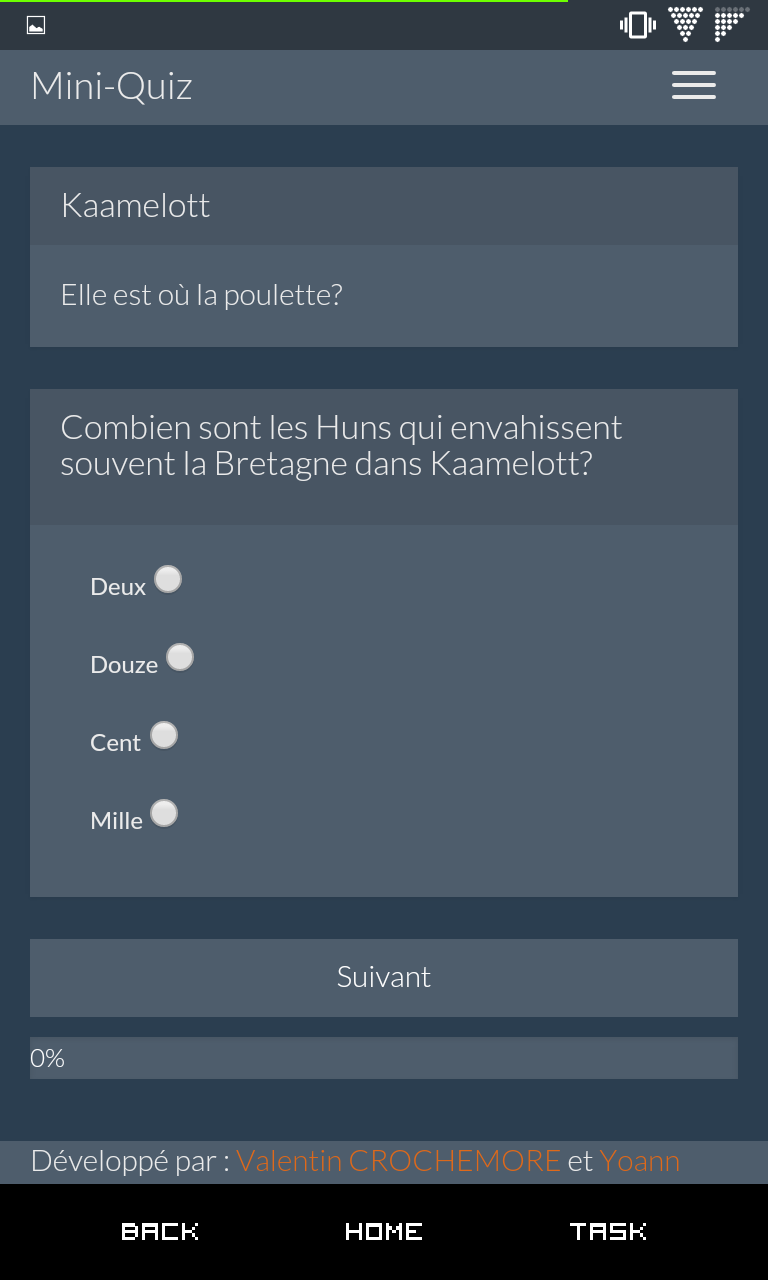 Mini-Quiz
Kaamelott
Elle est où la poulette?
Combien sont les Huns qui envahissent
souvent la Bretagne dans Kaamelott?
Deux
Douze
Cent
Mille
Suivant
0%
Développé par : Valentin CROCHEMORE et Yoann
BACK HOME TASK